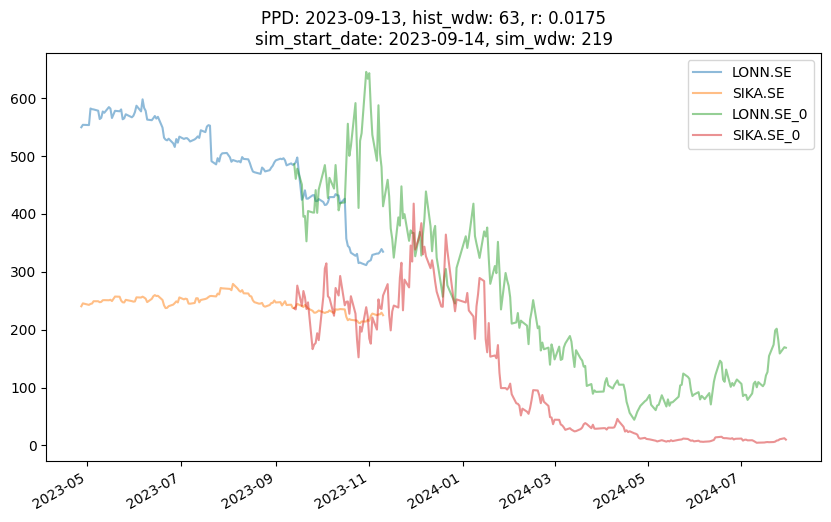 PPD: 2023-09-13, hist_wdw: 63, r: 0.0175
sim_start_date: 2023-09-14, sim_wdw: 219
LONN.SE
SIKA.SE
LONN.SE_0
SIKA.SE_0
600
500
400
300
200
100
0
2023-05
2023-07
2023-09
2023-11
2024-01
2024-03
2024-05
2024-07